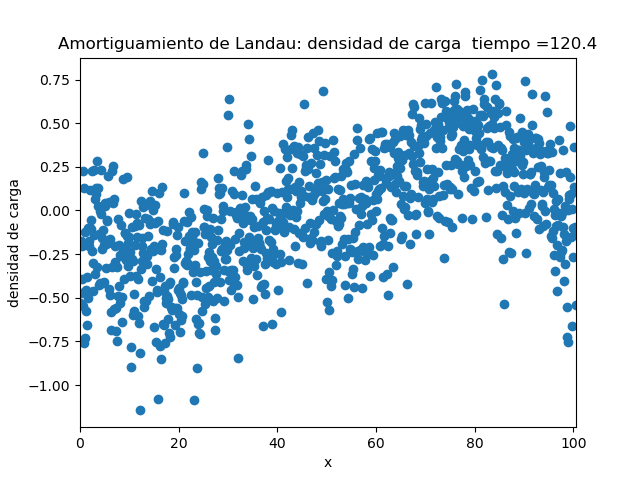 Amortiguamiento de Landau: densidad de carga  tiempo =120.4
densidad de carga
0.75
0.50
0.25
0.00
−0.25
−0.50
−0.75
−1.00
0 20 40 60 80 100
x